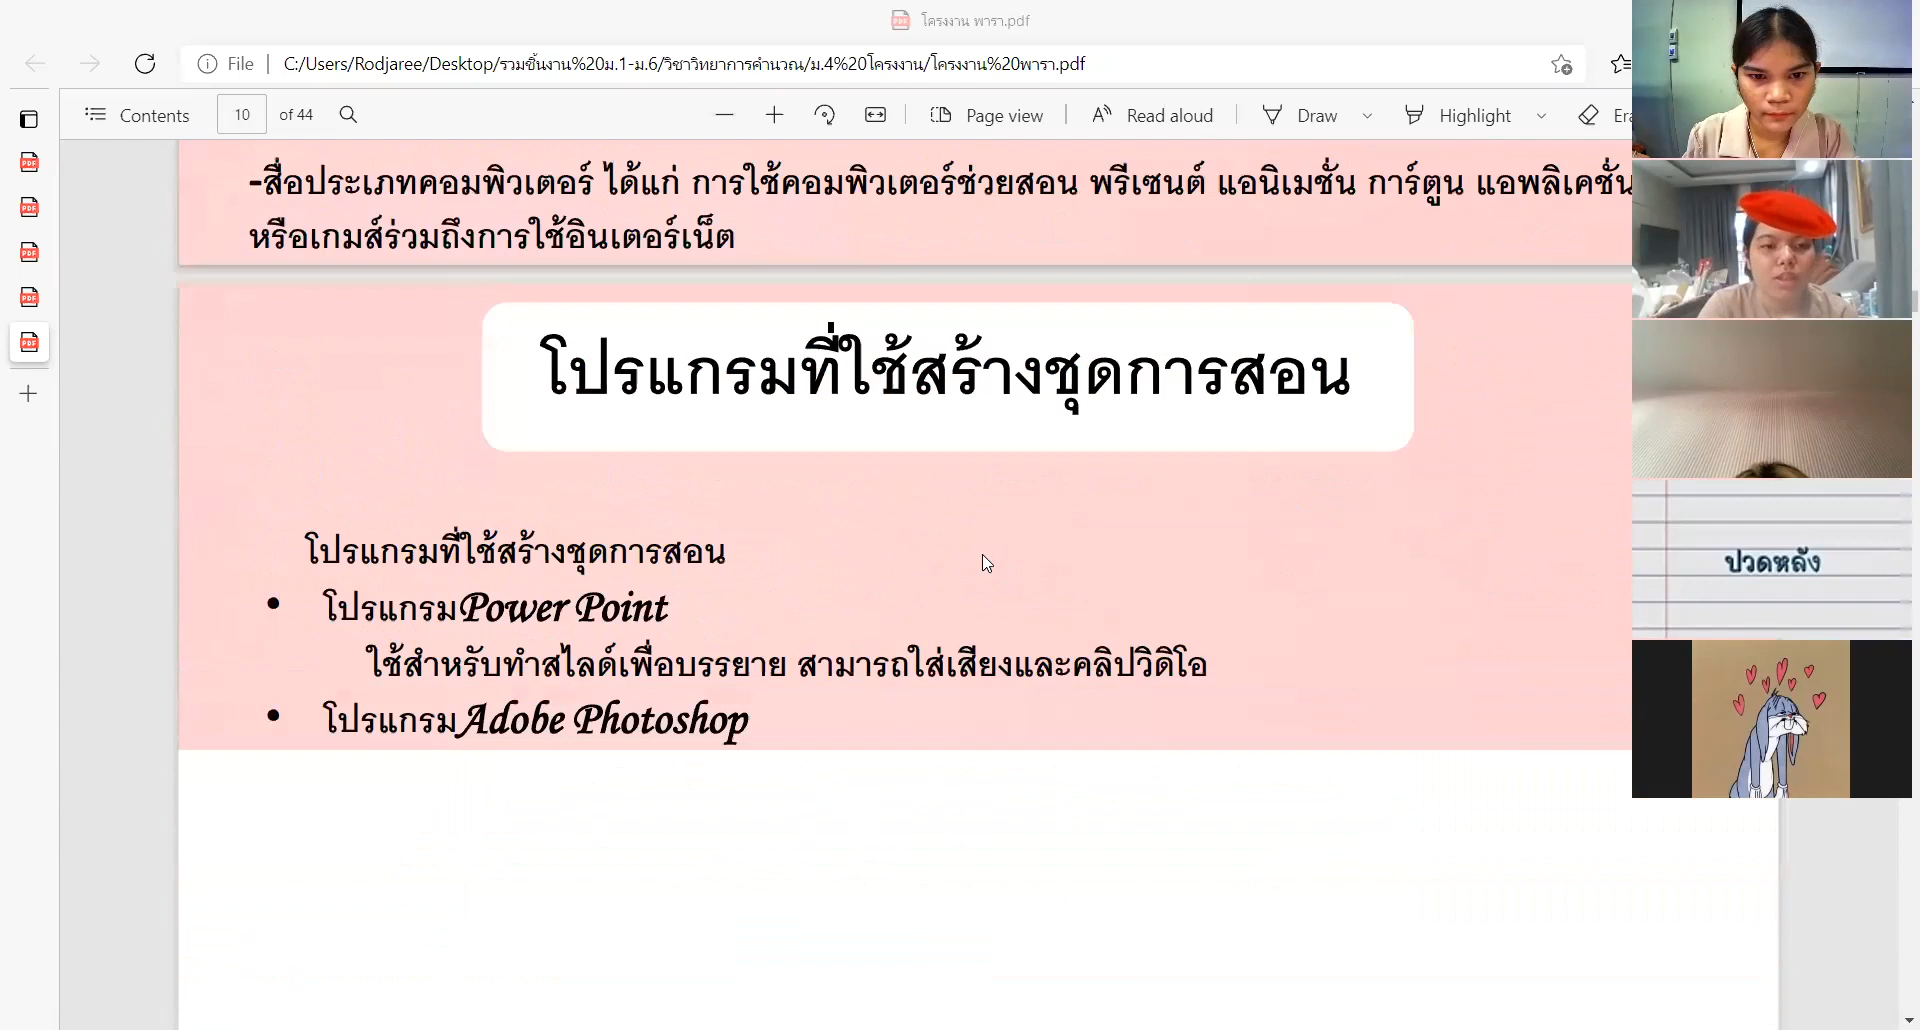 โครงงาน พารา.pdf
File C:/Users/Rodjaree/Desktop/รวมชิ้นงาน%20ม.1-ม.6/วิชาวิทยาการคำนวณ/ม.4%20โครงงาน/โครงงาน%20พารา.pdf
Contents 10 of 44 Page view Read aloud Draw Highlight Era
-สื่อประเภทคอมพิวเตอร์ ได้แก่ การใช้คอมพิวเตอร์ช่วยสอน พรีเซนต์ แอนิเมชั่น การ์ตูน แอพลิเคชั่น
หรือเกมส์ร่วมถึงการใช้อินเตอร์เน็ต
โปรแกรมที่ใช้สร้างชุดการสอน
โปรแกรมที่ใช้สร้างชุดการสอน
• โปรแกรมPower Point
ใช้สำหรับทำสไลด์เพื่อบรรยาย สามารถใส่เสียงและคลิปวิดิโอ
• โปรแกรมAdobe Photoshop
ปวดหลัง